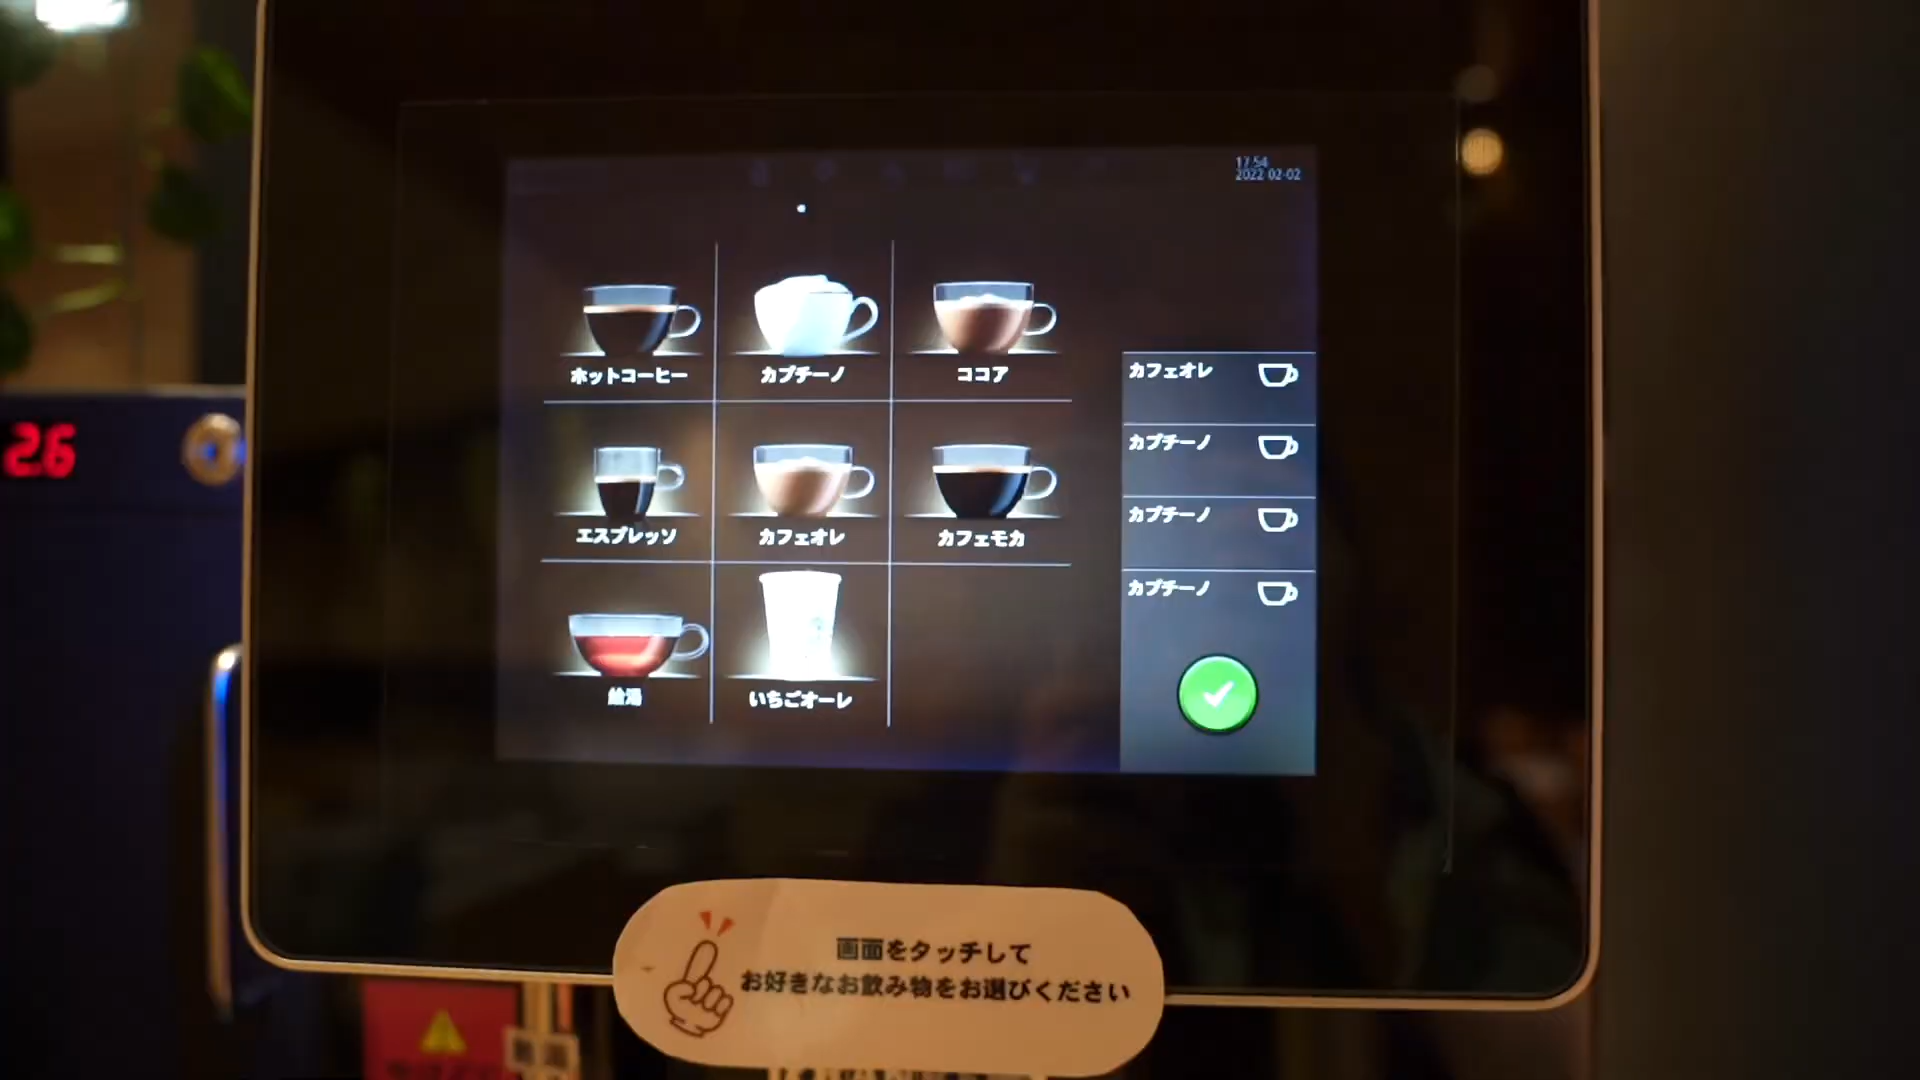 17:54
2022-02-02
ホットコーヒー
カプチーノ
ココア
エスプレッソ
カフェオレ
カフェモカ
給湯
いちごオーレ
カフェオレ
カプチーノ
カプチーノ
カプチーノ
26
画面をタッチして
お好きなお飲み物をお選びください